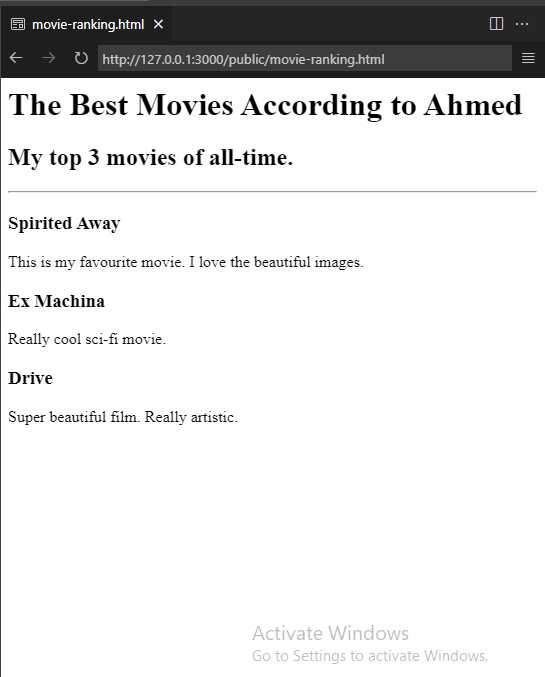 movie-ranking.html
http://127.0.0.1:3000/public/movie-ranking.html
The Best Movies According to Ahmed
My top 3 movies of all-time.
Spirited Away
This is my favourite movie. I love the beautiful images.
Ex Machina
Really cool sci-fi movie.
Drive
Super beautiful film. Really artistic.
Activate Windows
Go to Settings to activate Windows.